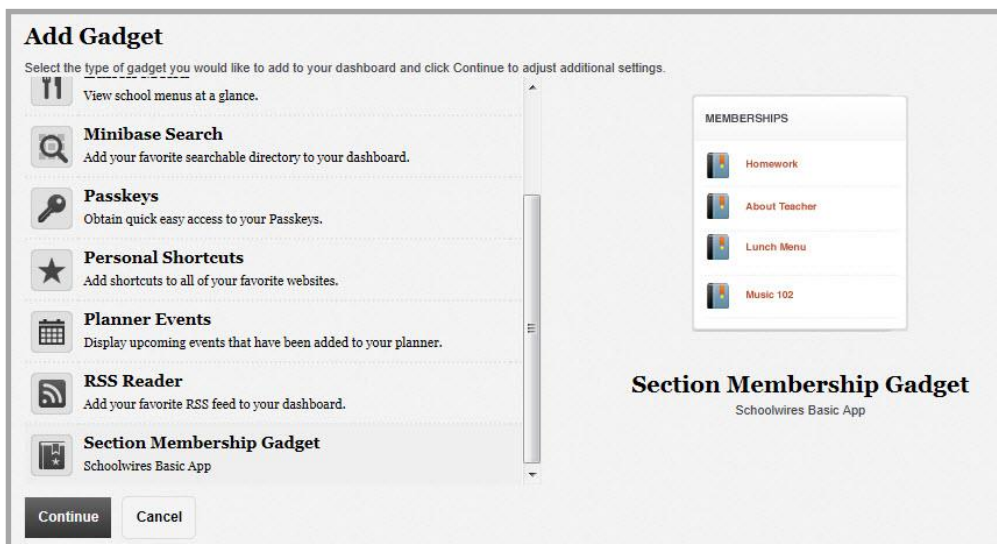 Add Gadget
Select the type of gadget you would like to add to your dashboard and click Continue to adjust additional settings.
View school menus at a glance.
Minibase Search
Add your favorite searchable directory to your dashboard.
Passkeys
Obtain quick easy access to your Passkeys.
Personal Shortcuts
Add shortcuts to all of your favorite websites.
Planner Events
Display upcoming events that have been added to your planner.
RSS Reader
Add your favorite RSS feed to your dashboard.
Section Membership Gadget
Schoolwires Basic App
Continue
Cancel
MEMBERSHIPS
Homework
About Teacher
Lunch Menu
Music 102
Section Membership Gadget
Schoolwires Basic App